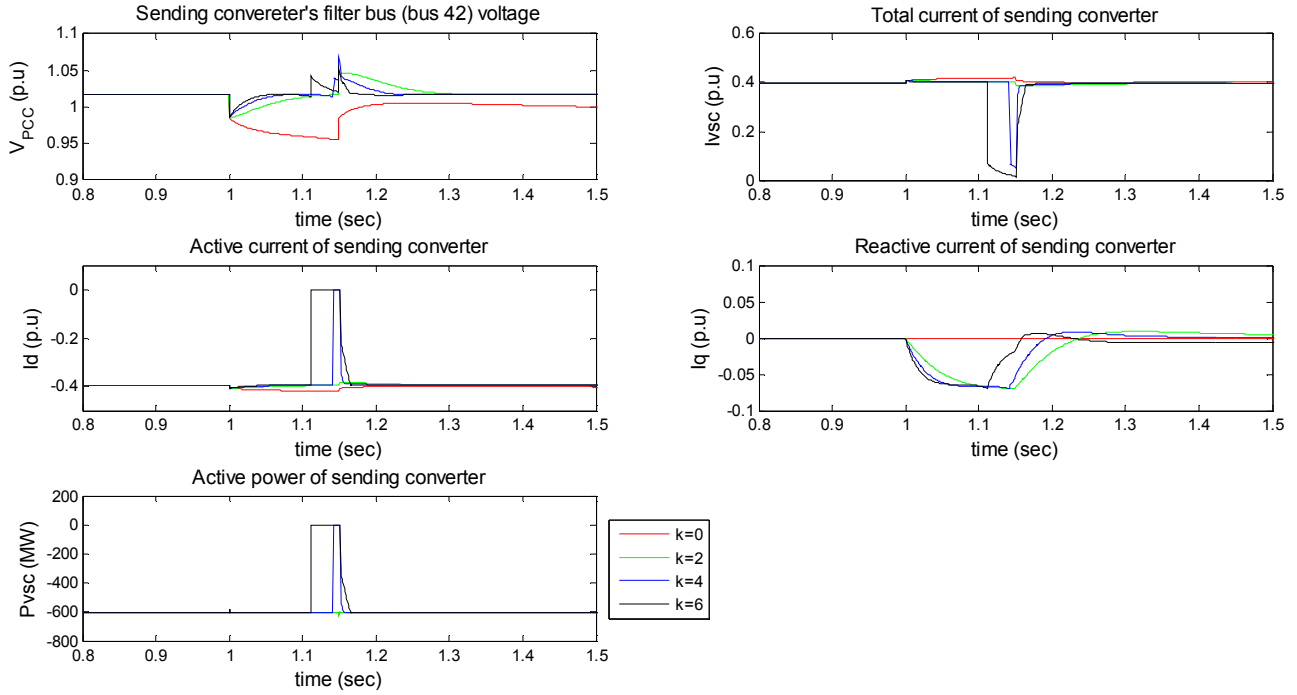 Sending convereter's filter bus (bus 42) voltage
V_PCC (p.u)
1.1
1.05
1
0.95
0.9
0.8 0.9 1 1.1 1.2 1.3 1.4 1.5
time (sec)
Total current of sending converter
Ivsc (p.u)
0.6
0.4
0.2
0
0.8 0.9 1 1.1 1.2 1.3 1.4 1.5
time (sec)
Active current of sending converter
Id (p.u)
0
-0.2
-0.4
0.8 0.9 1 1.1 1.2 1.3 1.4 1.5
time (sec)
Reactive current of sending converter
Iq (p.u)
0.1
0.05
0
-0.05
-0.1
0.8 0.9 1 1.1 1.2 1.3 1.4 1.5
time (sec)
Active power of sending converter
Pvsc (MW)
200
0
-200
-400
-600
-800
0.8 0.9 1 1.1 1.2 1.3 1.4 1.5
time (sec)
k=0
k=2
k=4
k=6